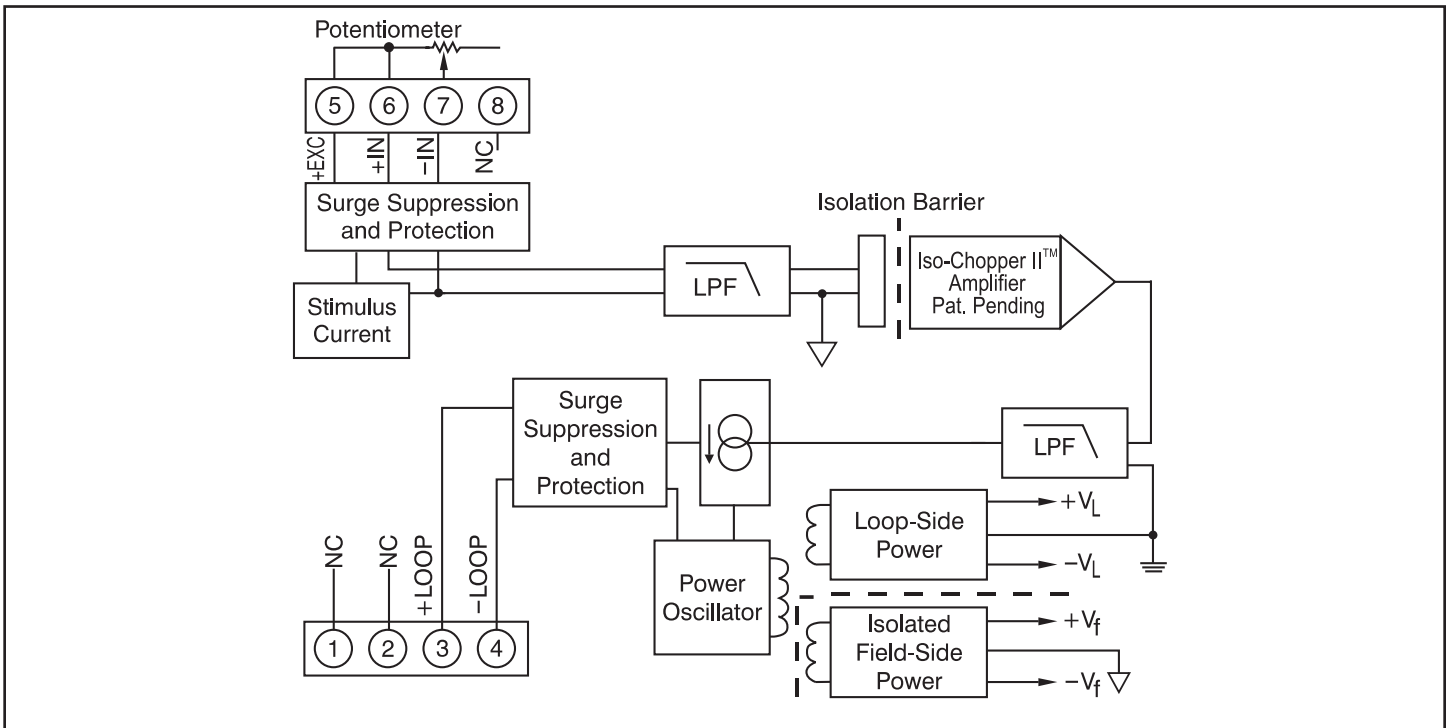 Potentiometer
5 6 7 8
+EXC
+IN
−IN
NC
Surge Suppression
and Protection
Stimulus
Current
LPF
Isolation Barrier
Iso-Chopper II™
Amplifier
Pat. Pending
Surge
Suppression
and
Protection
LPF
Loop-Side
Power
+VL
−VL
Power
Oscillator
Isolated
Field-Side
Power
+Vf
−Vf
NC
NC
+LOOP
−LOOP
1 2 3 4